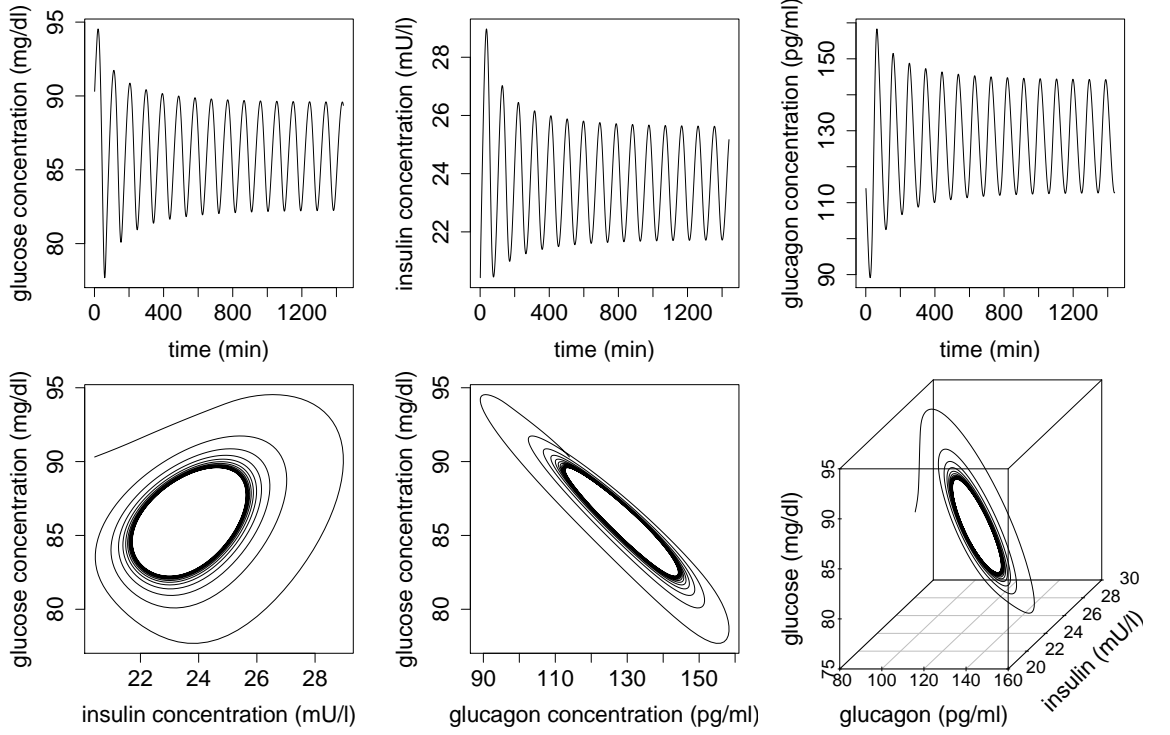 glucose concentration (mg/dl)
80 85 90 95
0 400 800 1200
time (min)
insulin concentration (mU/l)
22 24 26 28
0 400 800 1200
time (min)
glucagon concentration (pg/ml)
90 110 130 150
0 400 800 1200
time (min)
glucose concentration (mg/dl)
80 85 90 95
22 24 26 28
insulin concentration (mU/l)
glucose concentration (mg/dl)
80 85 90 95
90 110 130 150
glucagon concentration (pg/ml)
glucose (mg/dl)
75 80 85 90 95
80 100 120 140 160
glucagon (pg/ml)
20 22 24 26 28 30
insulin (mU/l)